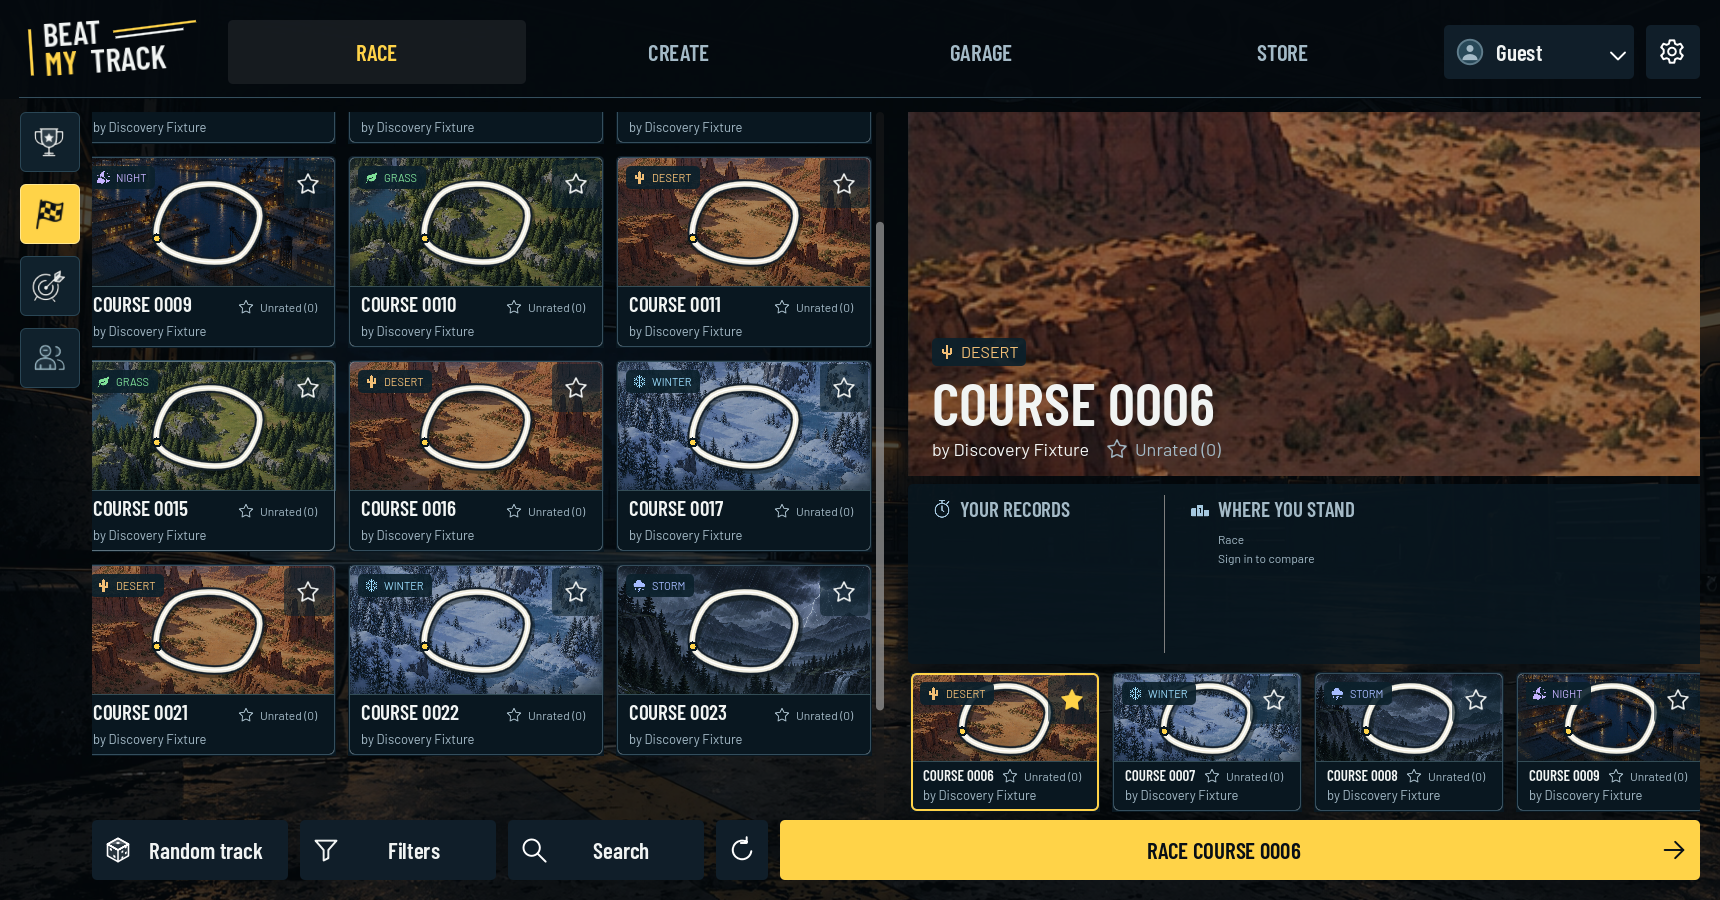 BEAT
MY TRACK
RACE
CREATE
GARAGE
STORE
Guest
by Discovery Fixture
by Discovery Fixture
by Discovery Fixture
NIGHT
GRASS
DESERT
COURSE 0009
Unrated (0)
by Discovery Fixture
COURSE 0010
Unrated (0)
by Discovery Fixture
COURSE 0011
Unrated (0)
by Discovery Fixture
GRASS
DESERT
WINTER
COURSE 0015
Unrated (0)
by Discovery Fixture
COURSE 0016
Unrated (0)
by Discovery Fixture
COURSE 0017
Unrated (0)
by Discovery Fixture
DESERT
WINTER
STORM
COURSE 0021
Unrated (0)
by Discovery Fixture
COURSE 0022
Unrated (0)
by Discovery Fixture
COURSE 0023
Unrated (0)
by Discovery Fixture
DESERT
COURSE 0006
by Discovery Fixture
Unrated (0)
YOUR RECORDS
WHERE YOU STAND
Race
Sign in to compare
DESERT
COURSE 0006
Unrated (0)
by Discovery Fixture
WINTER
COURSE 0007
Unrated (0)
by Discovery Fixture
STORM
COURSE 0008
Unrated (0)
by Discovery Fixture
NIGHT
COURSE 0009
Unrated (0)
by Discovery Fixture
Random track
Filters
Search
RACE COURSE 0006